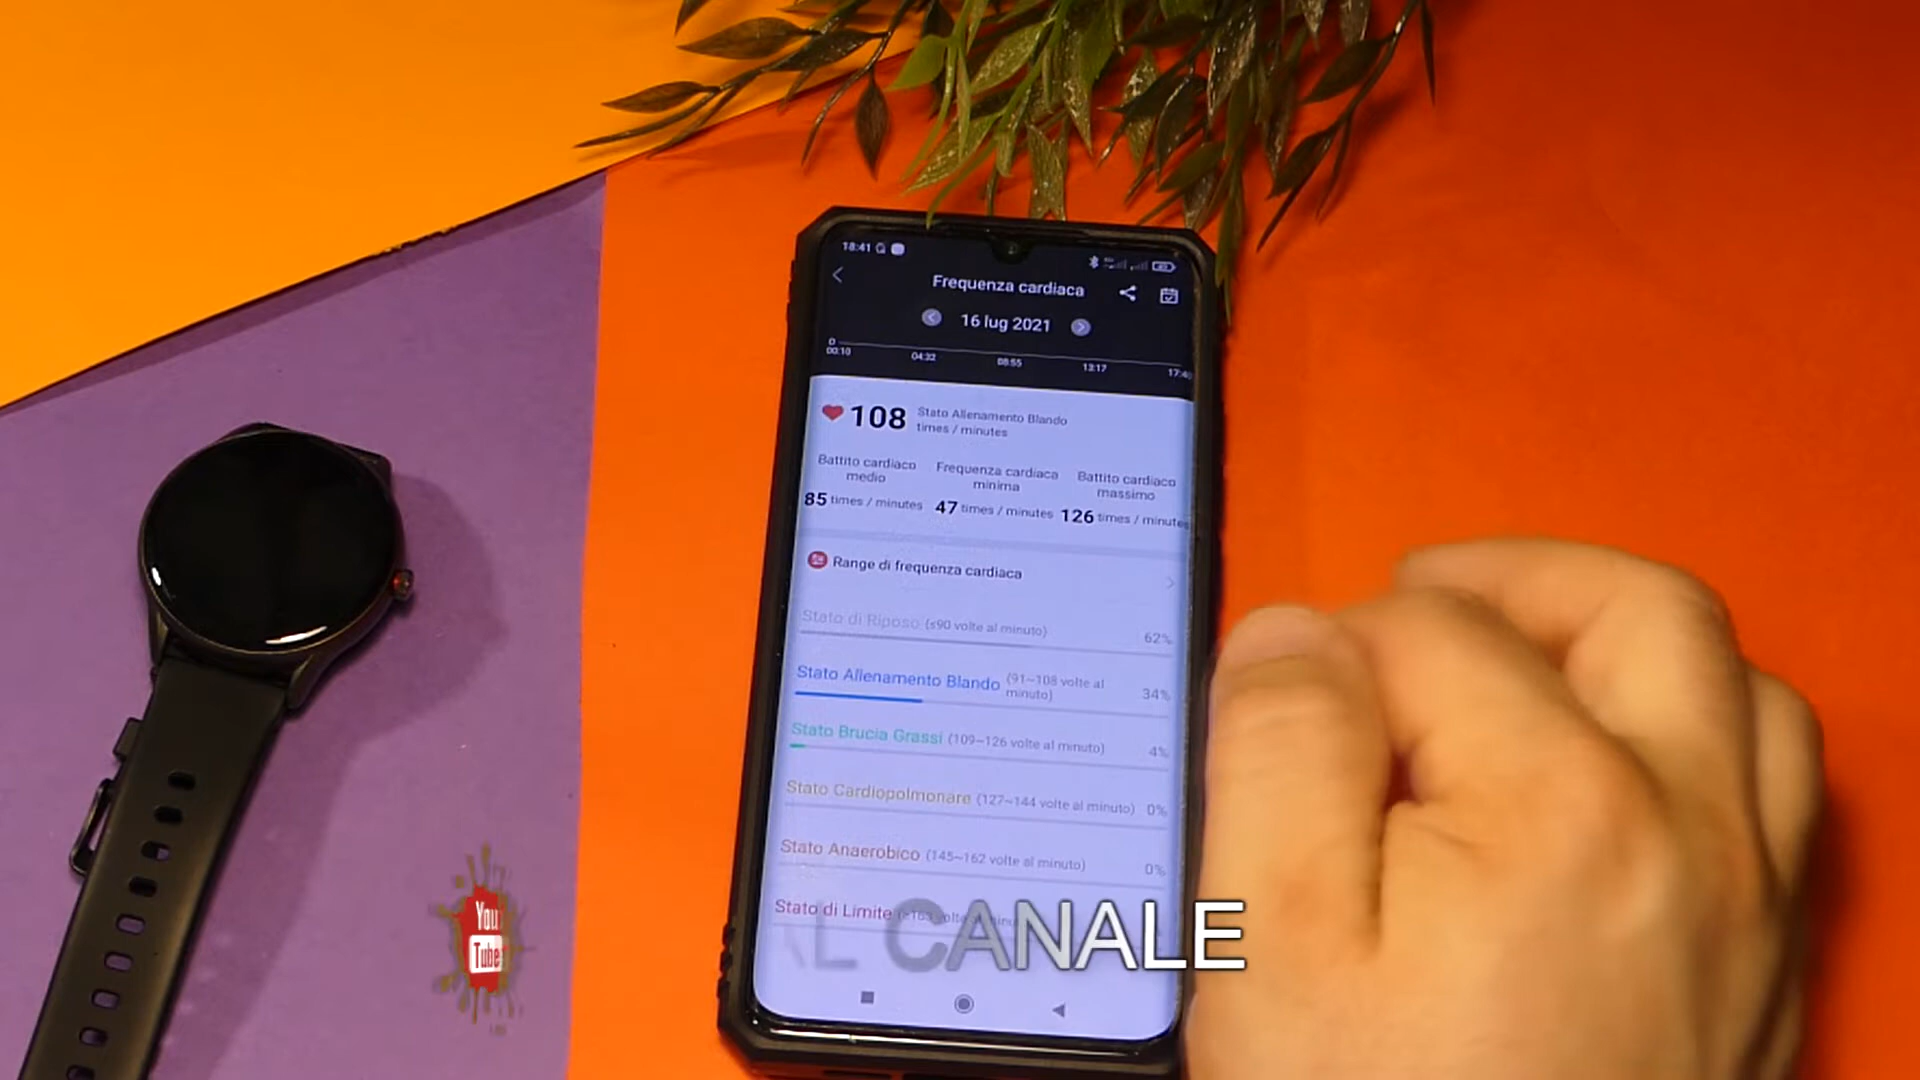 18:41
Frequenza cardiaca
16 lug 2021
0
00:10 04:32 08:55 13:17 17:40
108 Stato Allenamento Blando
times / minutes
Battito cardiaco medio
85 times / minutes
Frequenza cardiaca minima
47 times / minutes
Battito cardiaco massimo
126 times / minutes
Range di frequenza cardiaca
Stato di Riposo (≤90 volte al minuto) 62%
Stato Allenamento Blando (91~108 volte al minuto) 34%
Stato Brucia Grassi (109~126 volte al minuto) 4%
Stato Cardiopolmonare (127~144 volte al minuto) 0%
Stato Anaerobico (145~162 volte al minuto) 0%
Stato di Limite
AL CANALE
You
Tube